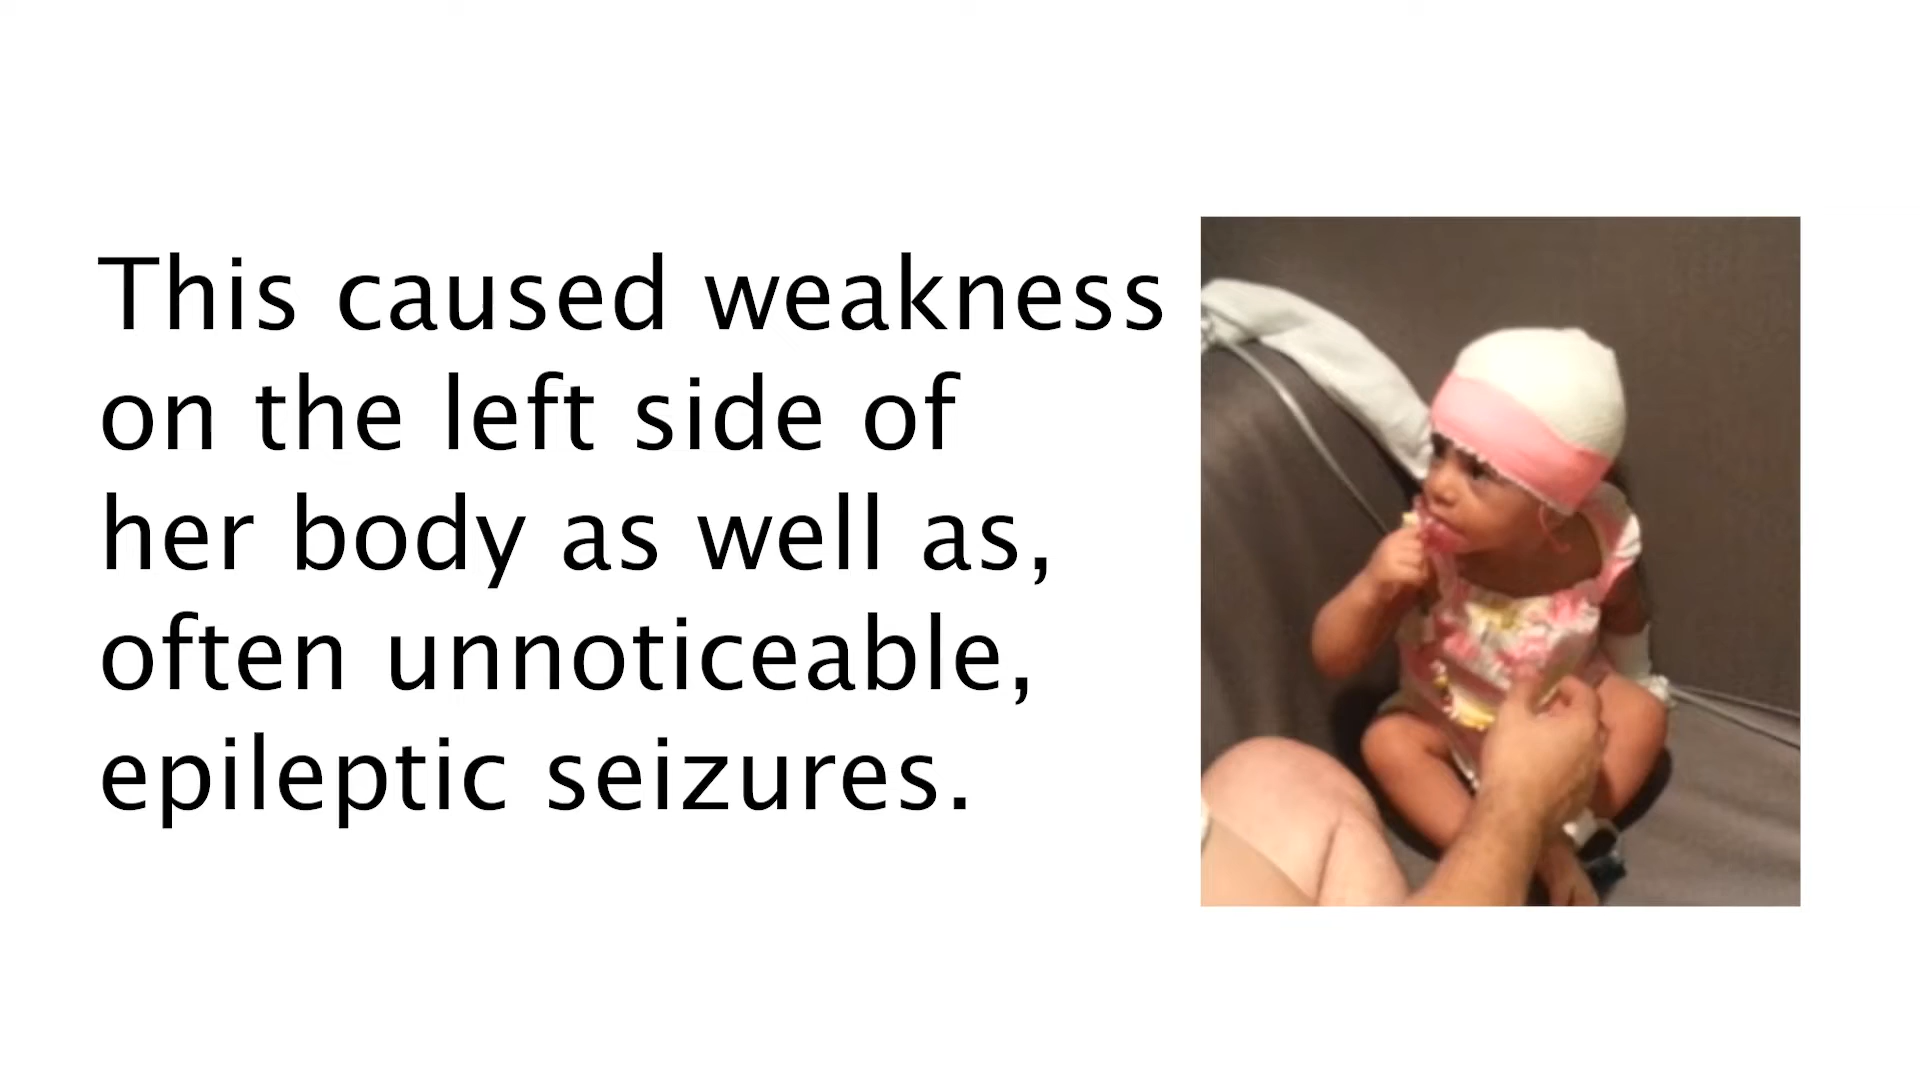 This caused weakness
on the left side of
her body as well as,
often unnoticeable,
epileptic seizures.